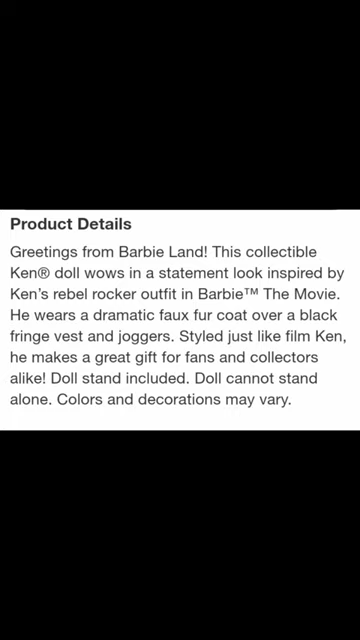 Product Details
Greetings from Barbie Land! This collectible
Ken® doll wows in a statement look inspired by
Ken's rebel rocker outfit in Barbie™ The Movie.
He wears a dramatic faux fur coat over a black
fringe vest and joggers. Styled just like film Ken,
he makes a great gift for fans and collectors
alike! Doll stand included. Doll cannot stand
alone. Colors and decorations may vary.